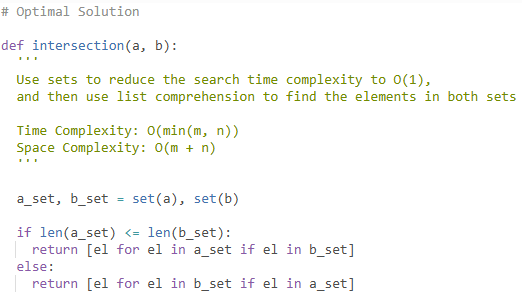 # Optimal Solution

def intersection(a, b):
  '''
  Use sets to reduce the search time complexity to O(1),
  and then use list comprehension to find the elements in both sets

  Time Complexity: O(min(m, n))
  Space Complexity: O(m + n)
  '''

  a_set, b_set = set(a), set(b)

  if len(a_set) <= len(b_set):
    return [el for el in a_set if el in b_set]
  else:
    return [el for el in b_set if el in a_set]